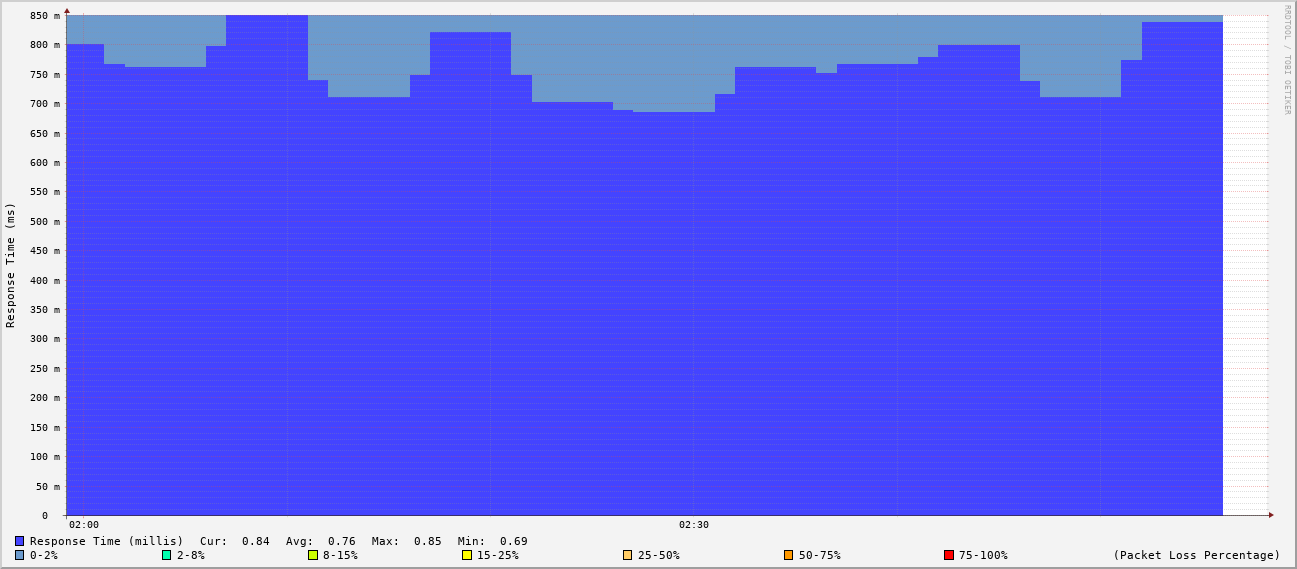 850 m
800 m
750 m
700 m
650 m
600 m
550 m
500 m
450 m
400 m
350 m
300 m
250 m
200 m
150 m
100 m
50 m
0
Response Time (ms)
02:00 02:30
RRDTOOL / TOBI OETIKER
Response Time (millis) Cur: 0.84 Avg: 0.76 Max: 0.85 Min: 0.69
0-2% 2-8% 8-15% 15-25% 25-50% 50-75% 75-100% (Packet Loss Percentage)